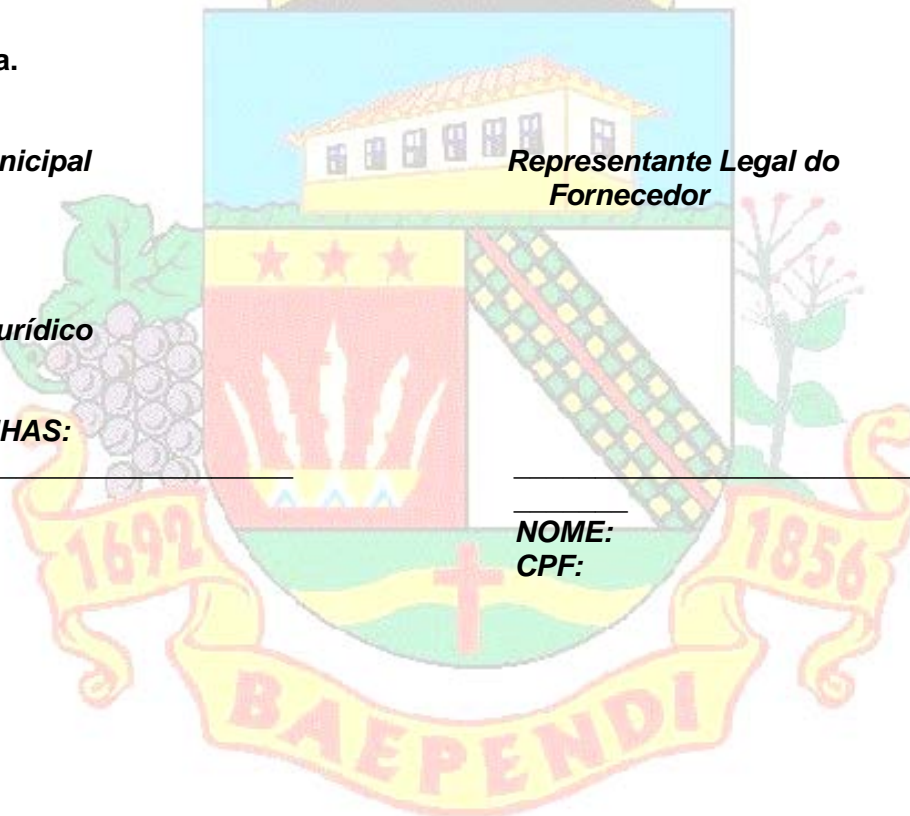 a.
nicipal
Representante Legal do
Fornecedor
urídico
HAS:
NOME:
CPF:
1692
1856
BAEPENDI